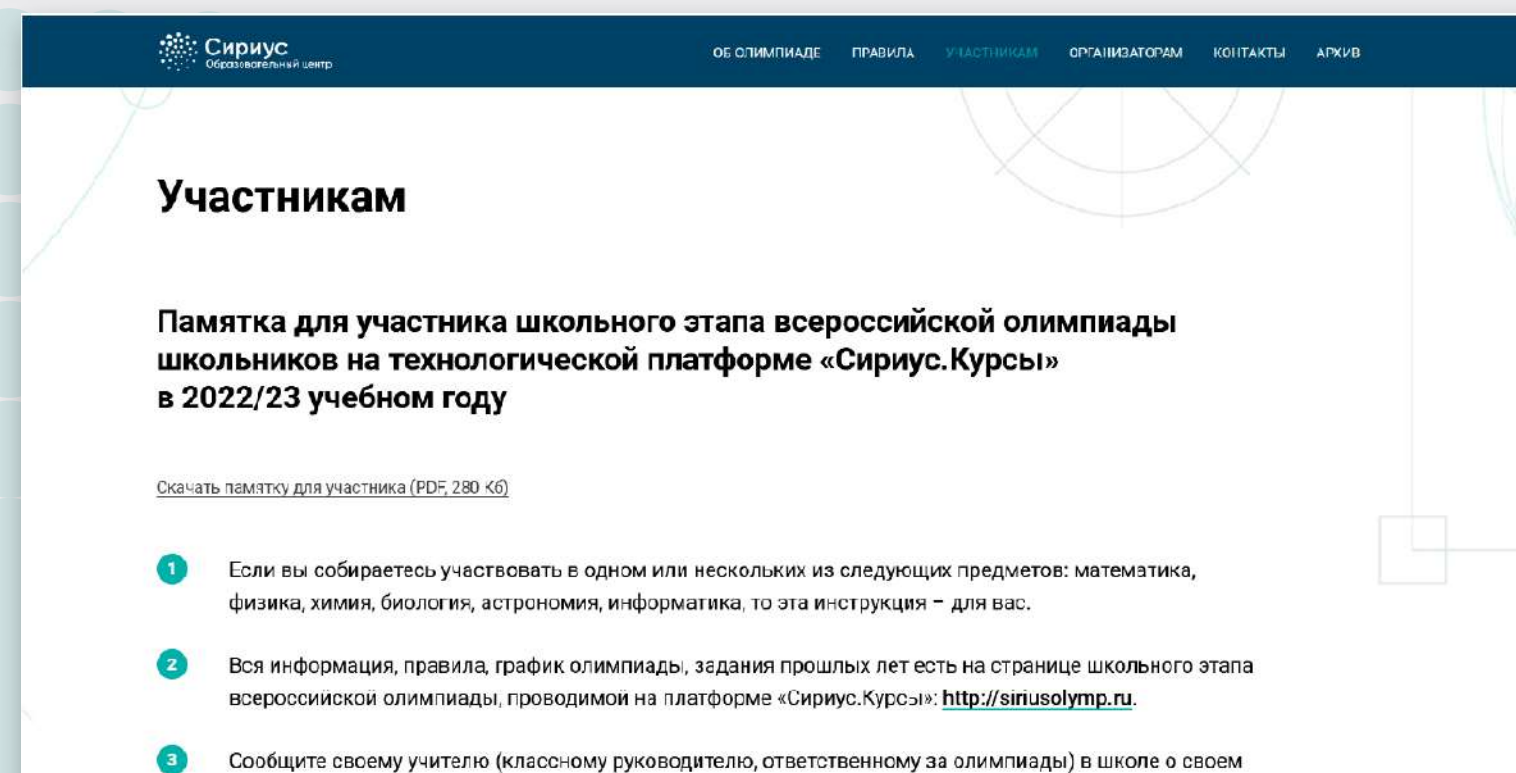 Сириус
Образовательный центр
ОБ ОЛИМПИАДЕ ПРАВИЛА УЧАСТНИКАМ ОРГАНИЗАТОРАМ КОНТАКТЫ АРХИВ
Участникам
Памятка для участника школьного этапа всероссийской олимпиады
школьников на технологической платформе «Сириус.Курсы»
в 2022/23 учебном году
Скачать памятку для участника (PDF, 280 Кб)
1 Если вы собираетесь участвовать в одном или нескольких из следующих предметов: математика,
физика, химия, биология, астрономия, информатика, то эта инструкция – для вас.
2 Вся информация, правила, график олимпиады, задания прошлых лет есть на странице школьного этапа
всероссийской олимпиады, проводимой на платформе «Сириус.Курсы»: http://siriusolymp.ru.
3 Сообщите своему учителю (классному руководителю, ответственному за олимпиады) в школе о своем